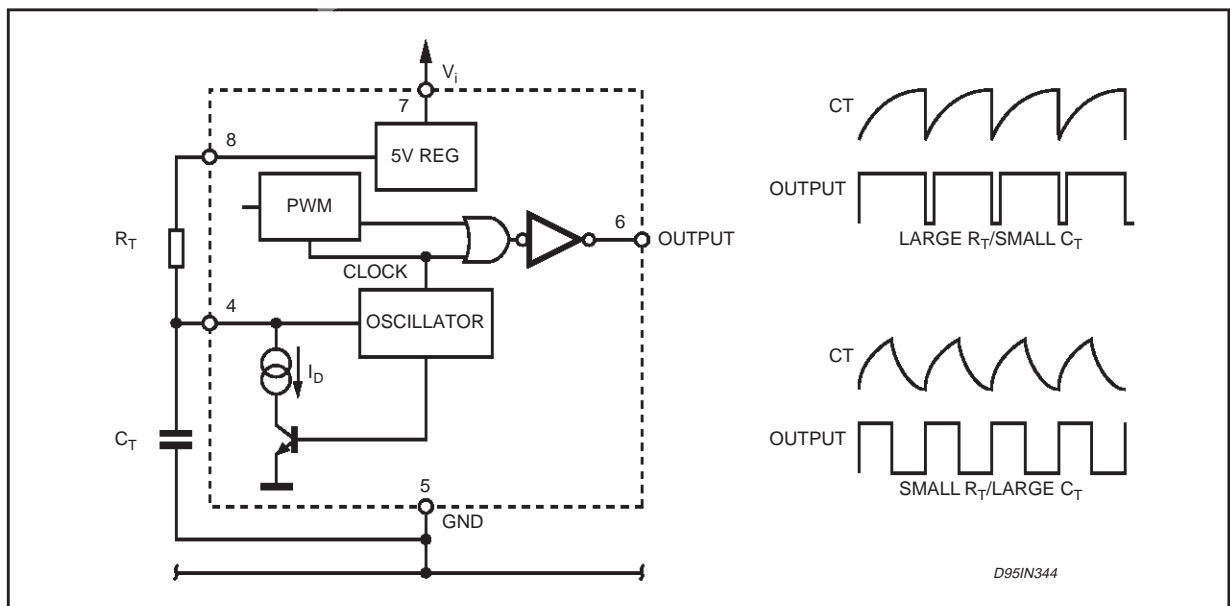 Vi
7
8
5V REG
PWM
6
OUTPUT
RT
CLOCK
4
OSCILLATOR
ID
CT
5
GND
CT
OUTPUT
LARGE RT/SMALL CT
CT
OUTPUT
SMALL RT/LARGE CT
D95IN344